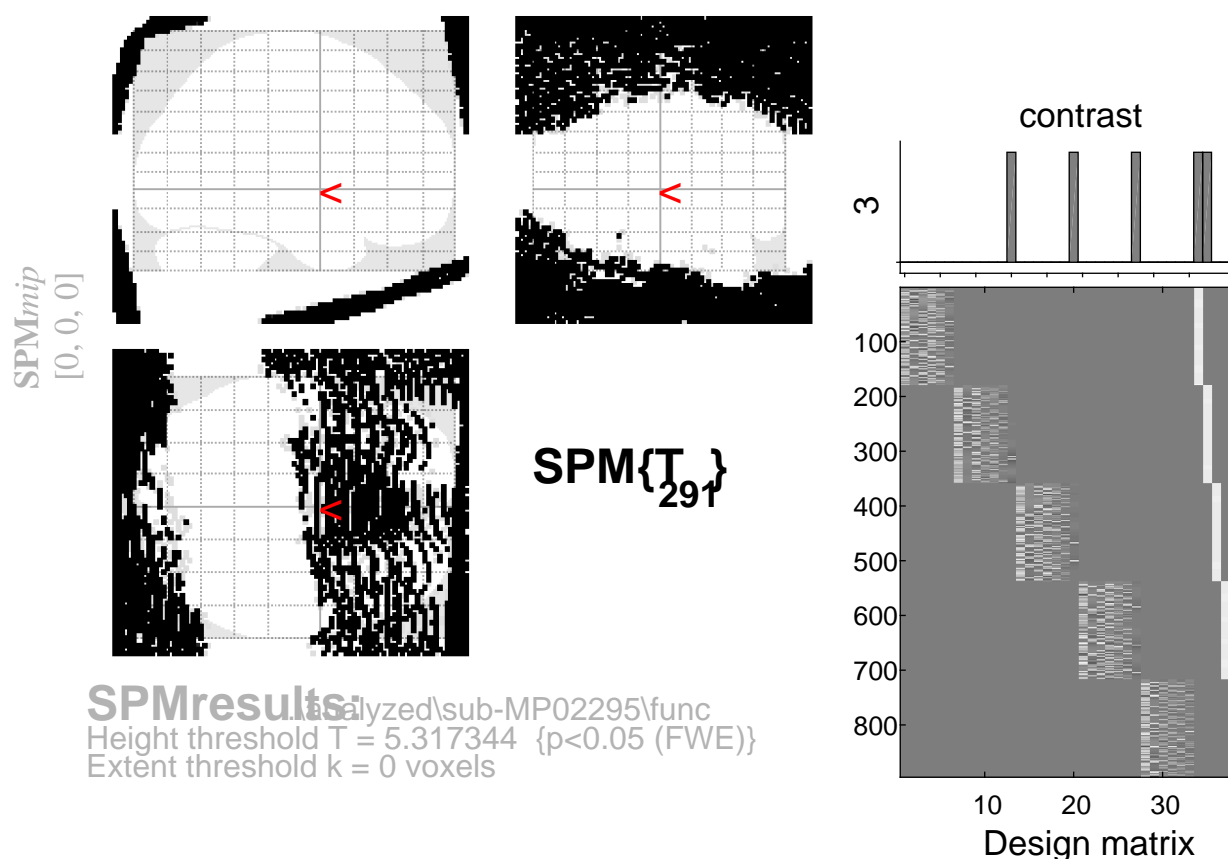 SPMmip
[0, 0, 0]
<
<
<
SPM{T291}
SPMresults: .\analyzed\sub-MP02295\func
Height threshold T = 5.317344 {p<0.05 (FWE)}
Extent threshold k = 0 voxels
contrast
3
100
200
300
400
500
600
700
800
10 20 30
Design matrix